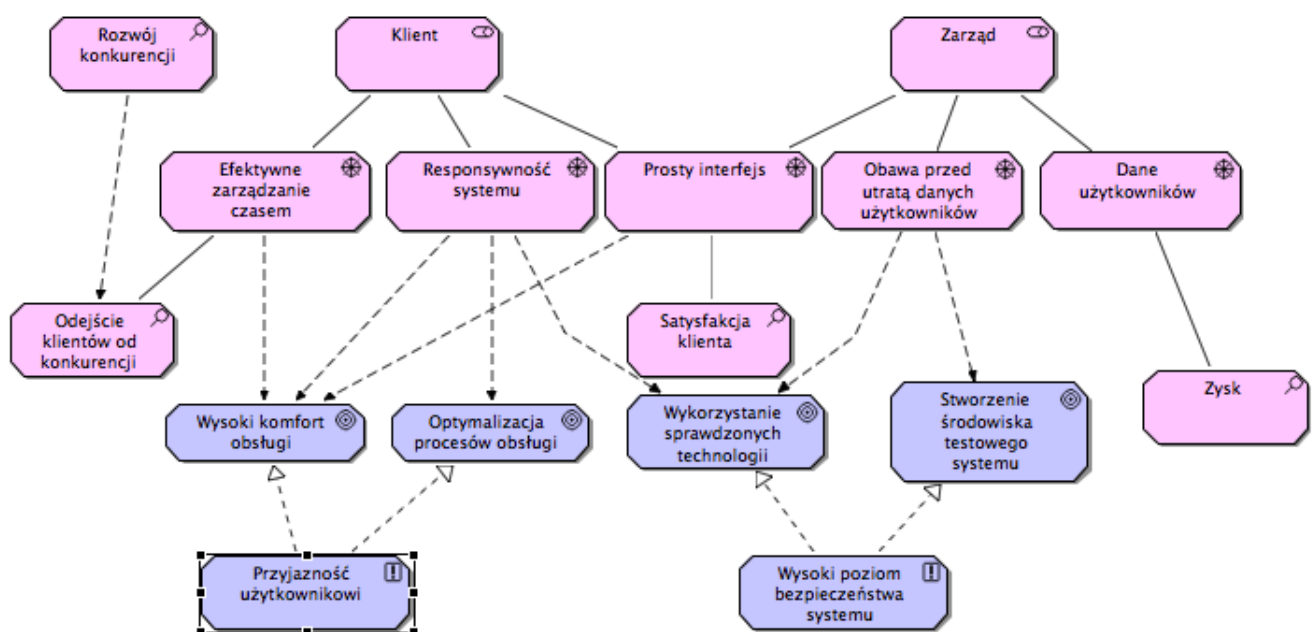 Rozwój
konkurencji
Klient
Zarząd
Efektywne
zarządzanie
czasem
Responsywność
systemu
Prosty interfejs
Obawa przed
utratą danych
użytkowników
Dane
użytkowników
Odejście
klientów od
konkurencji
Satysfakcja
klienta
Zysk
Wysoki komfort
obsługi
Optymalizacja
procesów obsługi
Wykorzystanie
sprawdzonych
technologii
Stworzenie
środowiska
testowego
systemu
Przyjazność
użytkownikowi
Wysoki poziom
bezpieczeństwa
systemu